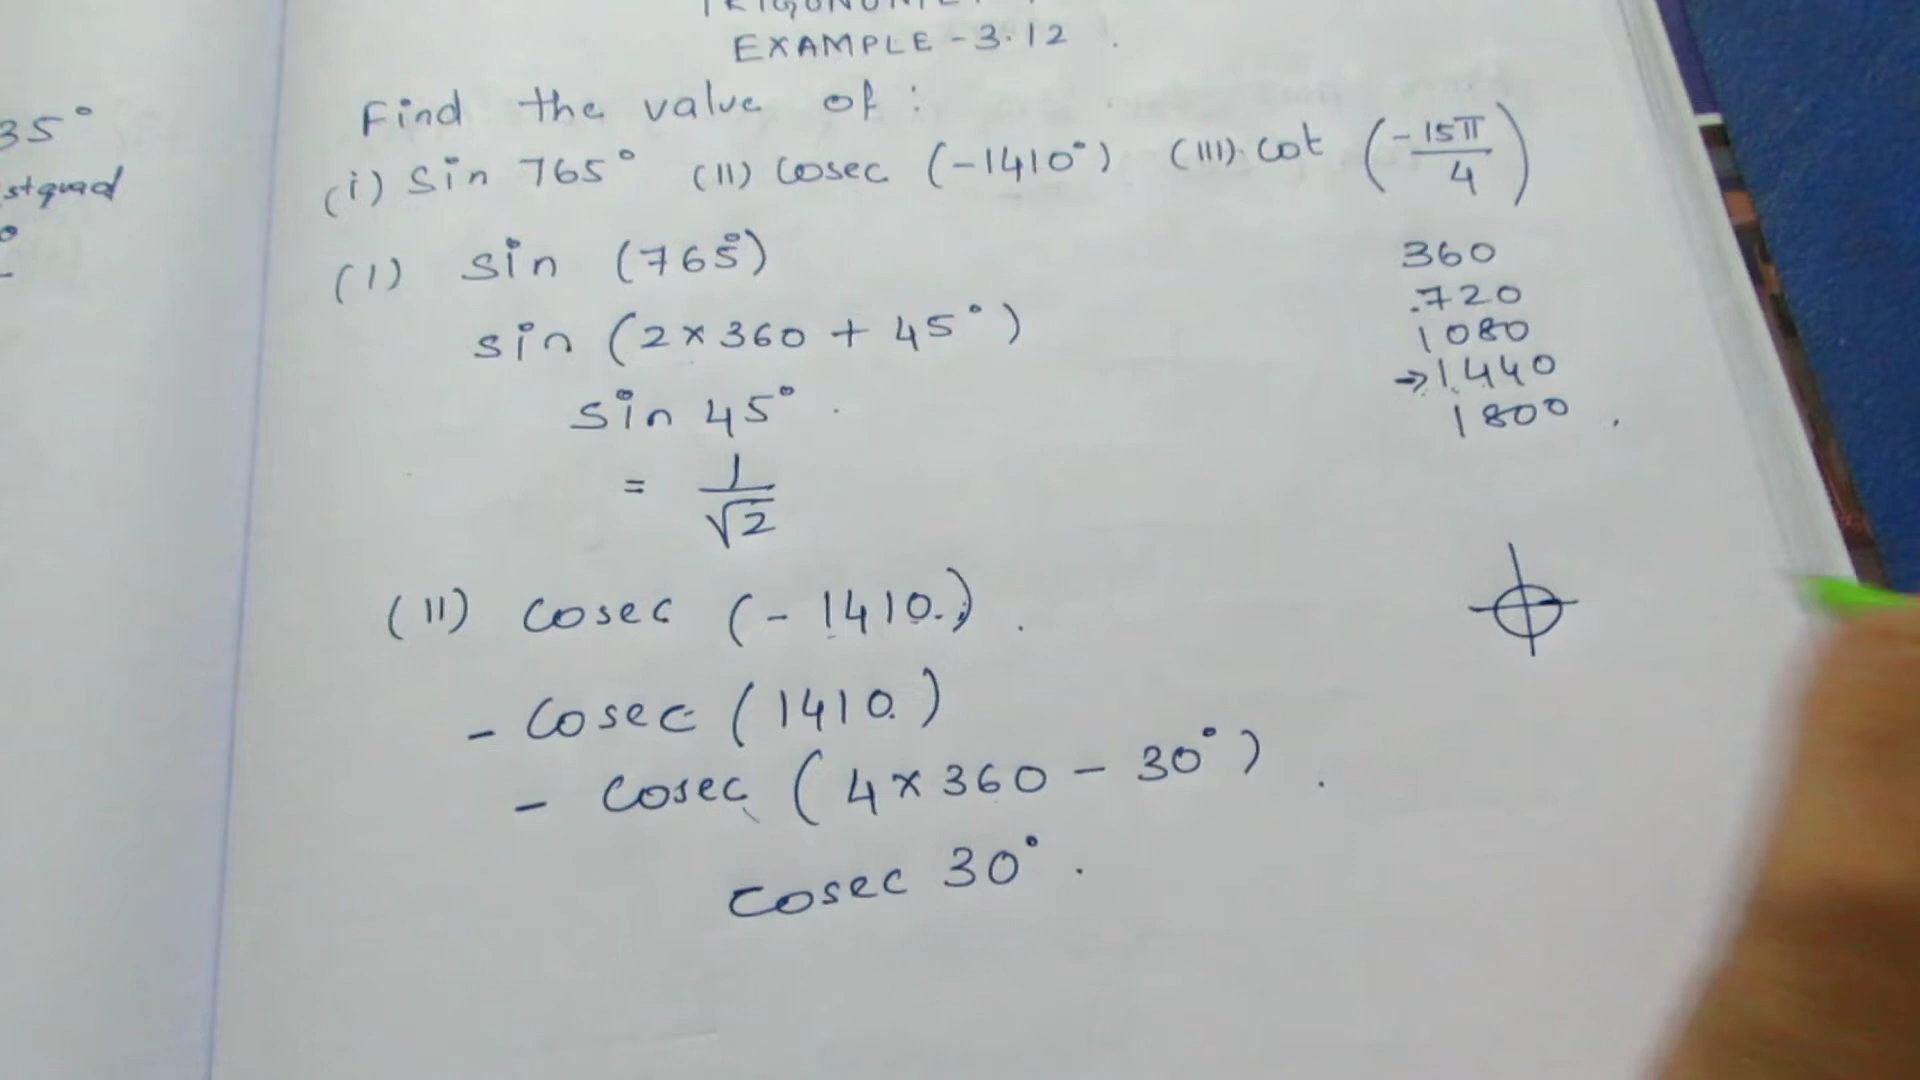 35°
st quad
EXAMPLE - 3.12
Find the value of :
(i) Sin 765° (II) Cosec (-1410°) (III) Cot (-15π/4)
(I) sin (765°)
sin (2 × 360 + 45°)
sin 45°
= 1/√2
360
720
1080
→ 1440
1800
(II) Cosec (- 1410)
- Cosec (1410)
- Cosec (4 × 360 - 30°)
Cosec 30°